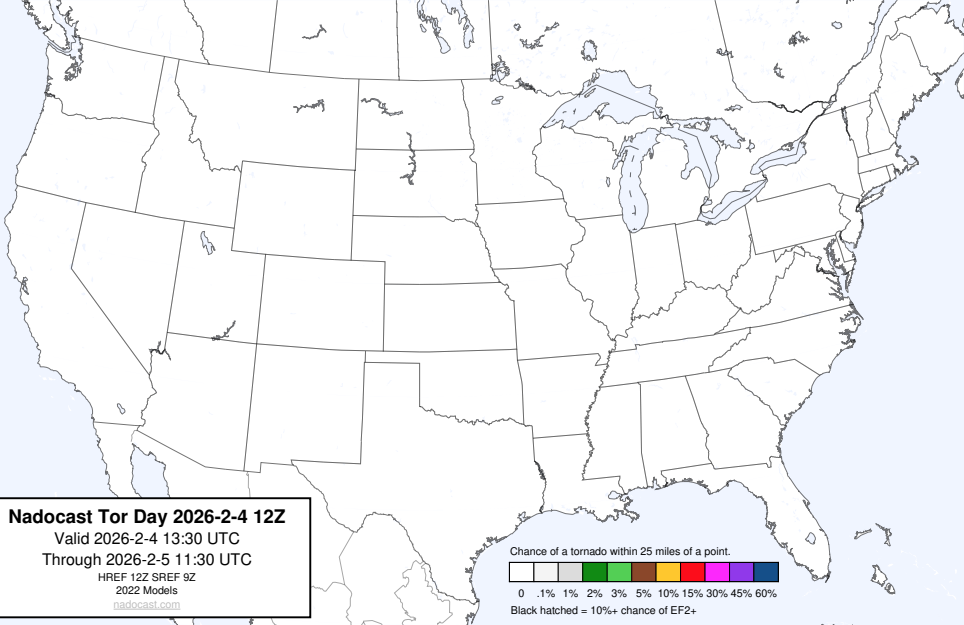 Nadocast Tor Day 2026-2-4 12Z
Valid 2026-2-4 13:30 UTC
Through 2026-2-5 11:30 UTC
HREF 12Z SREF 9Z
2022 Models
nadocast.com
Chance of a tornado within 25 miles of a point.
0 .1% 1% 2% 3% 5% 10% 15% 30% 45% 60%
Black hatched = 10%+ chance of EF2+